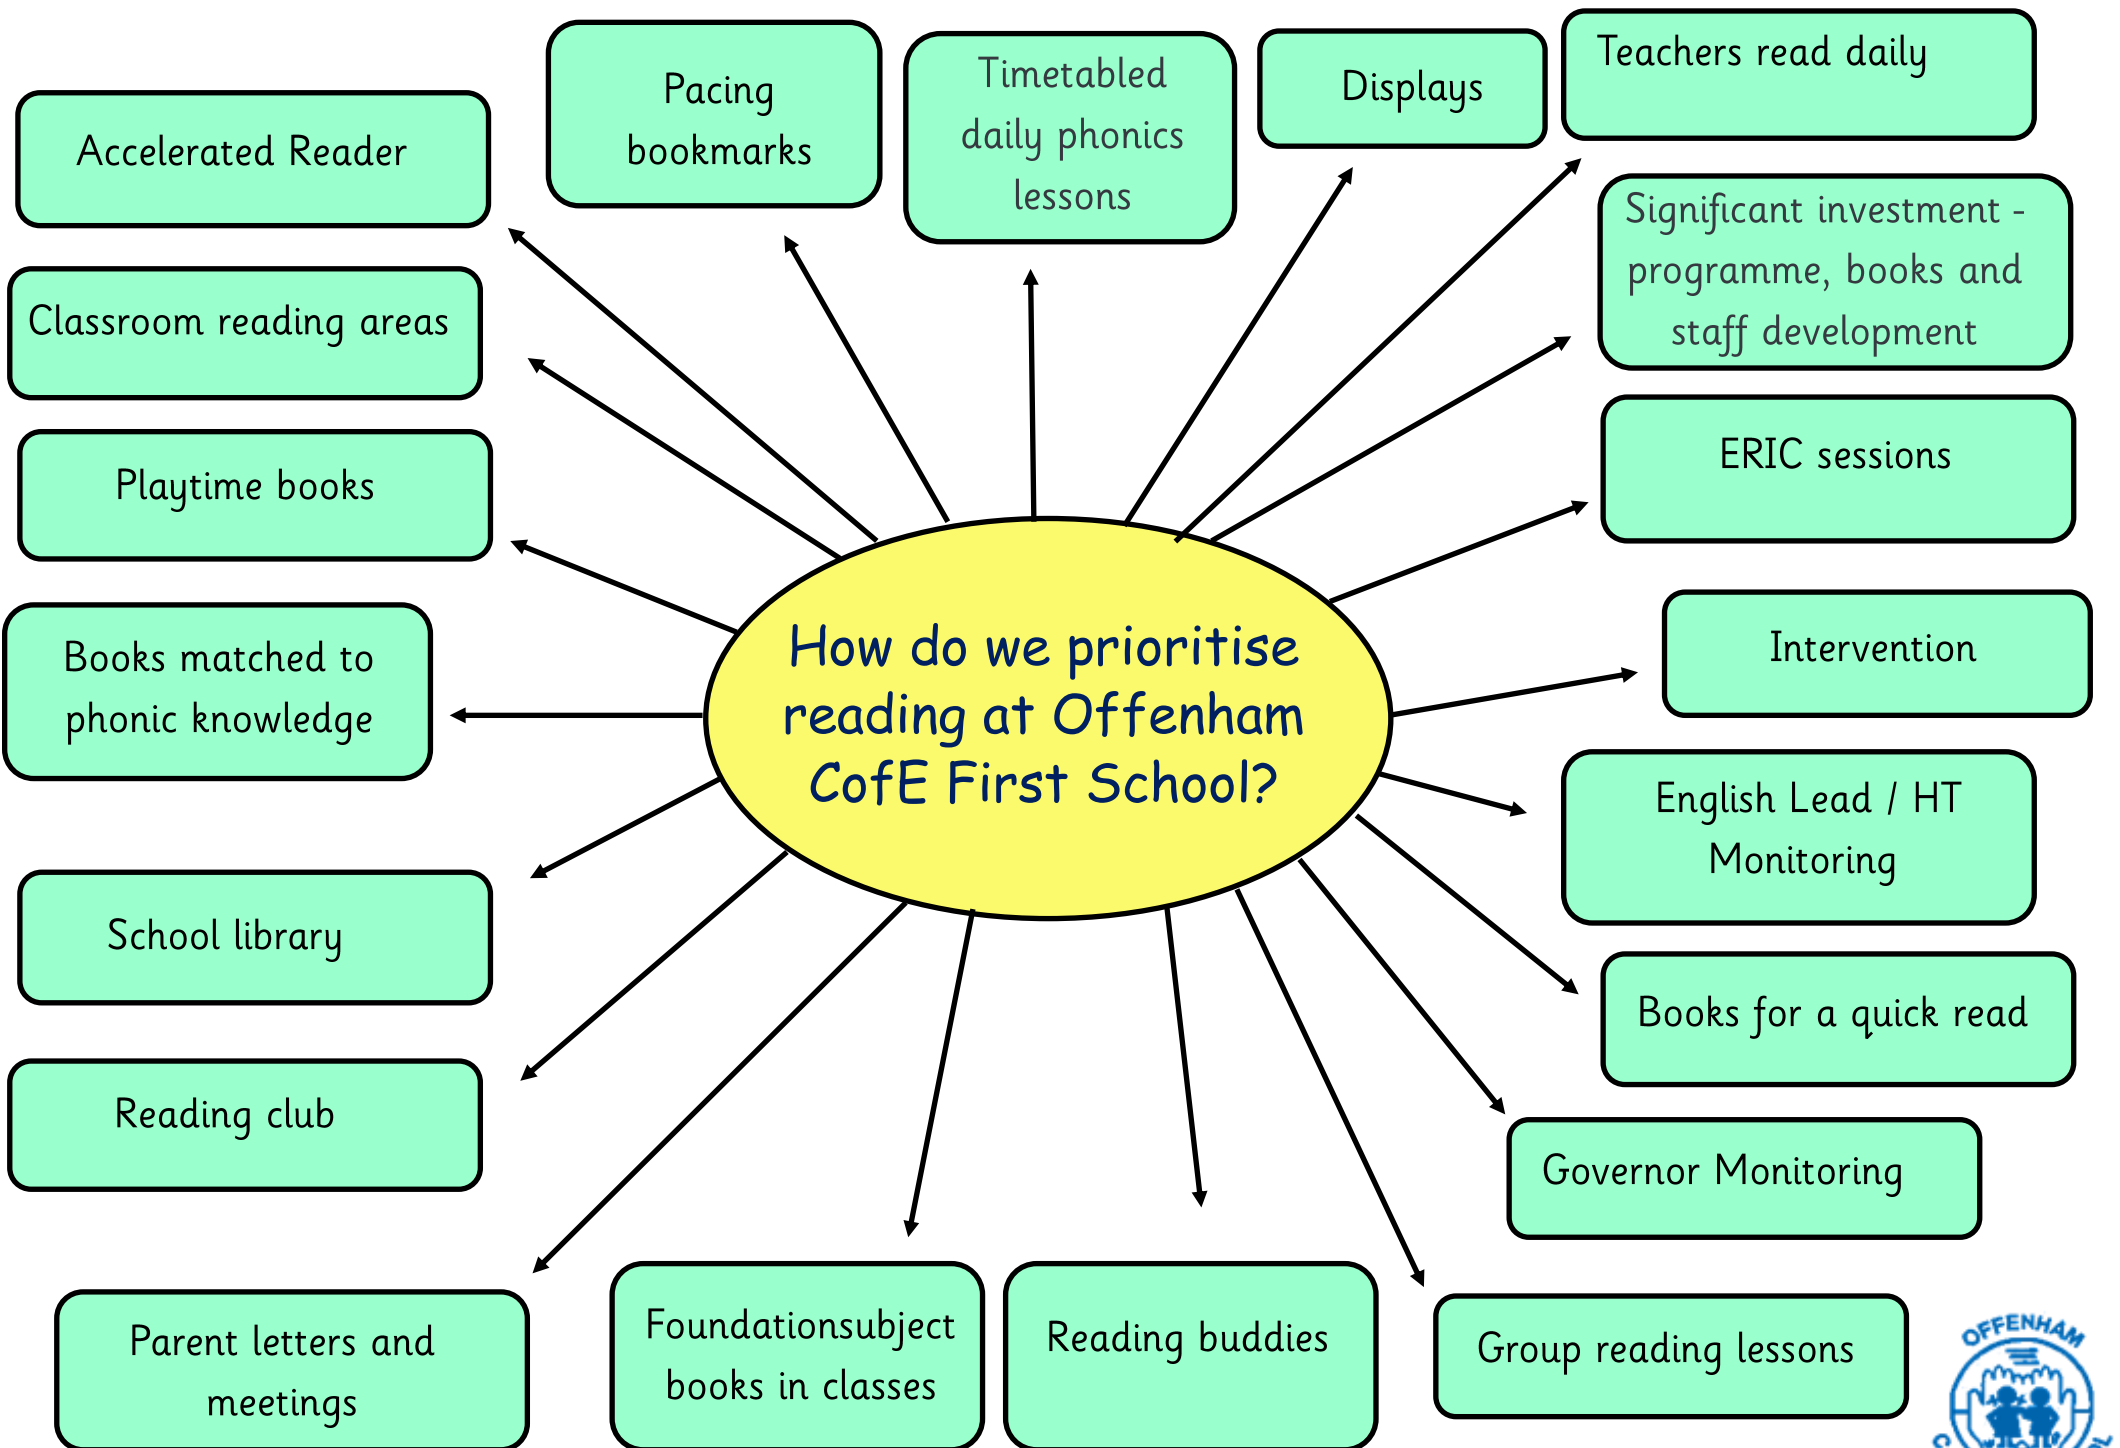 Pacing
bookmarks
Timetabled
daily phonics
lessons
Displays
Teachers read daily
Accelerated Reader
Significant investment -
programme, books and
staff development
Classroom reading areas
ERIC sessions
Playtime books
How do we prioritise
reading at Offenham
CofE First School?
Books matched to
phonic knowledge
Intervention
English Lead / HT
Monitoring
School library
Books for a quick read
Reading club
Governor Monitoring
Parent letters and
meetings
Foundationsubject
books in classes
Reading buddies
Group reading lessons
OFFENHAM